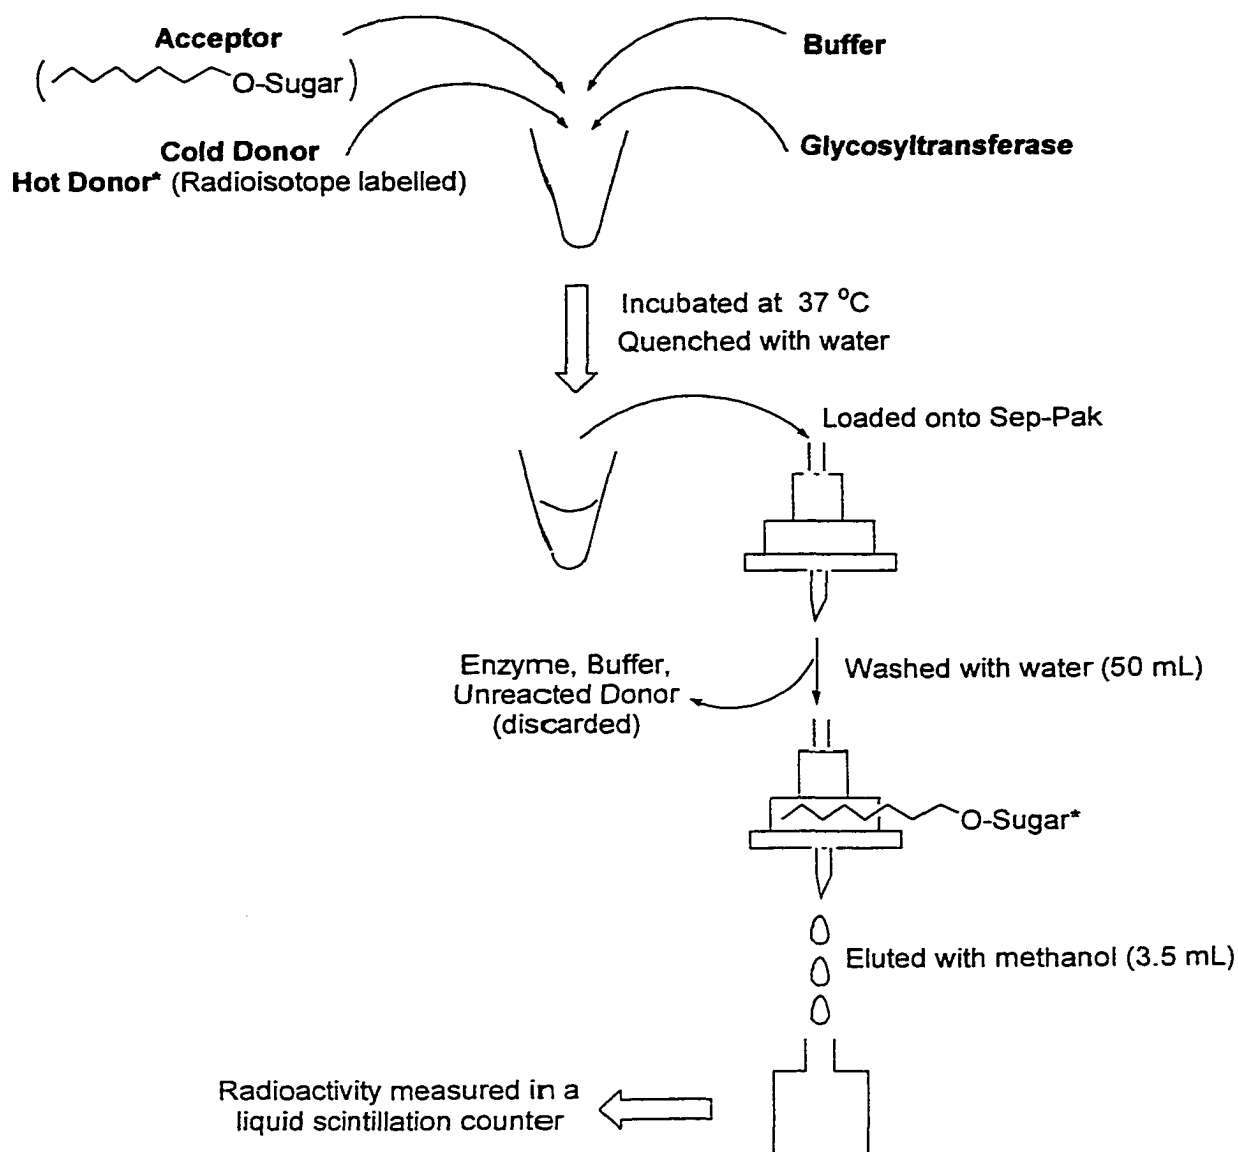 Acceptor
( O-Sugar )
Buffer
Cold Donor
Hot Donor* (Radioisotope labelled)
Glycosyltransferase
Incubated at 37 °C
Quenched with water
Loaded onto Sep-Pak
Enzyme, Buffer,
Unreacted Donor
(discarded)
Washed with water (50 mL)
O-Sugar*
Eluted with methanol (3.5 mL)
Radioactivity measured in a
liquid scintillation counter